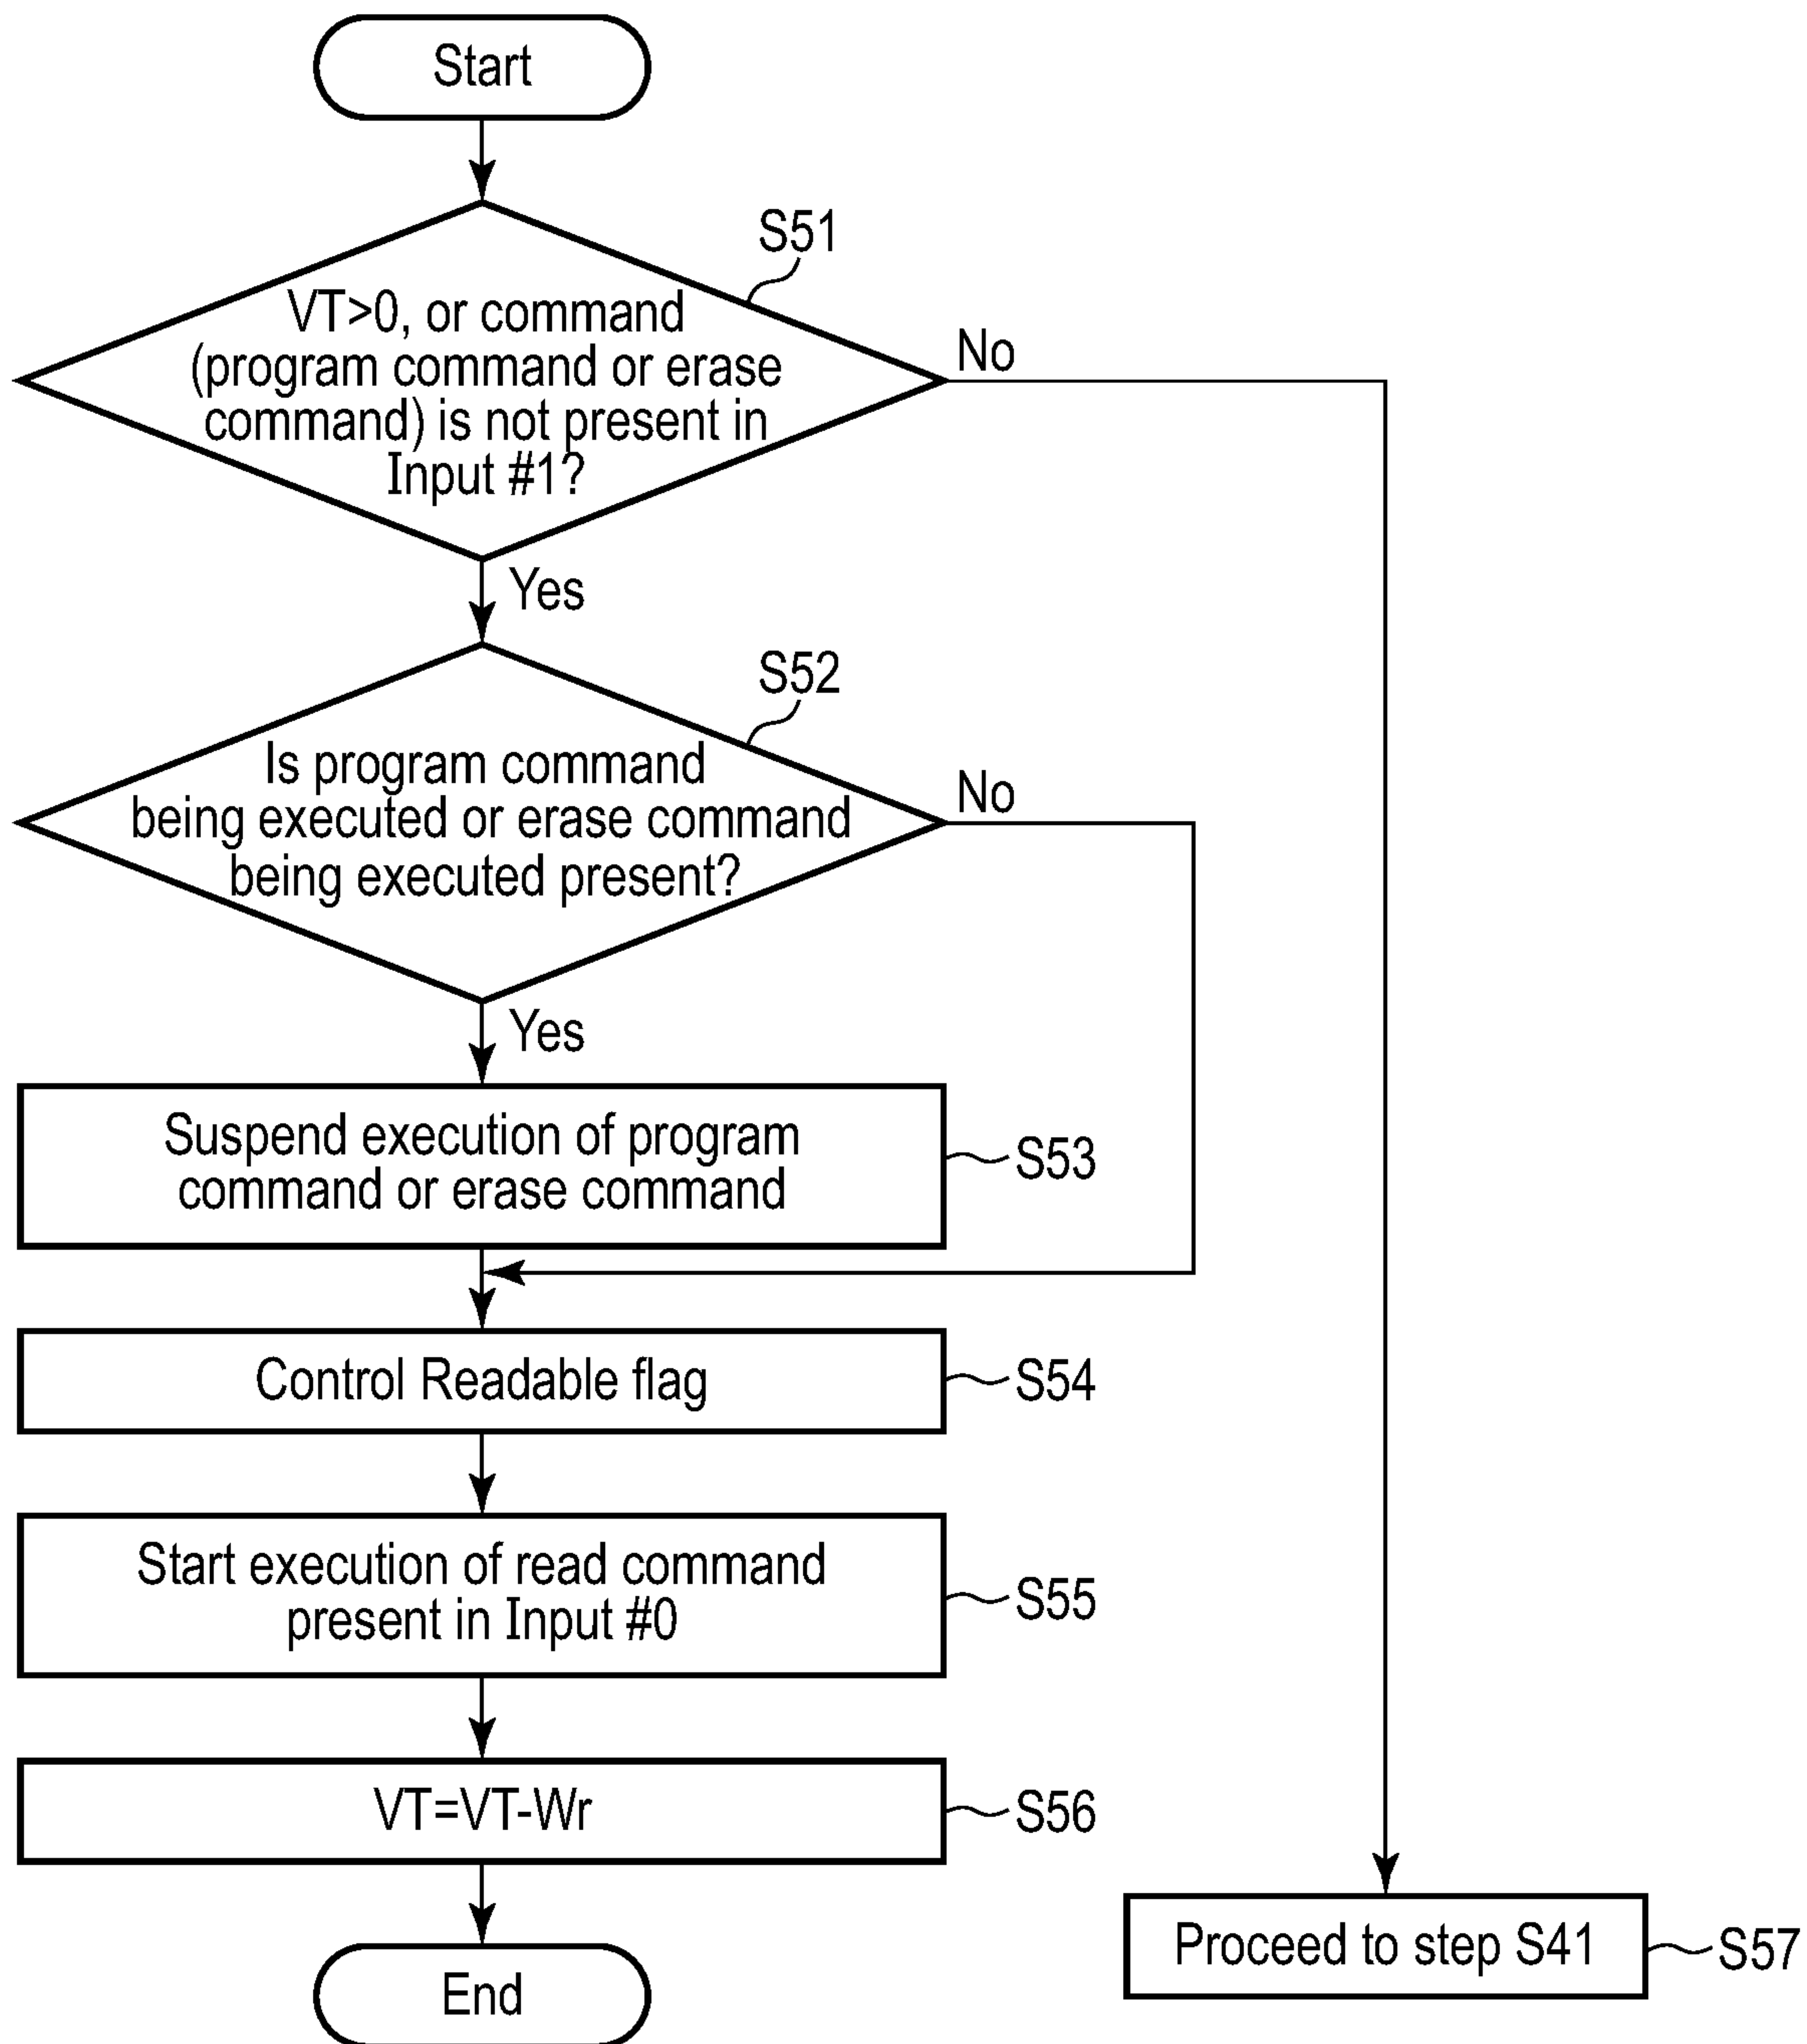 Start
S51
VT>0, or command
(program command or erase
command) is not present in
Input #1?
No
Yes
S52
Is program command
being executed or erase command
being executed present?
No
Yes
Suspend execution of program
command or erase command
S53
Control Readable flag
S54
Start execution of read command
present in Input #0
S55
VT=VT-Wr
S56
Proceed to step S41
S57
End